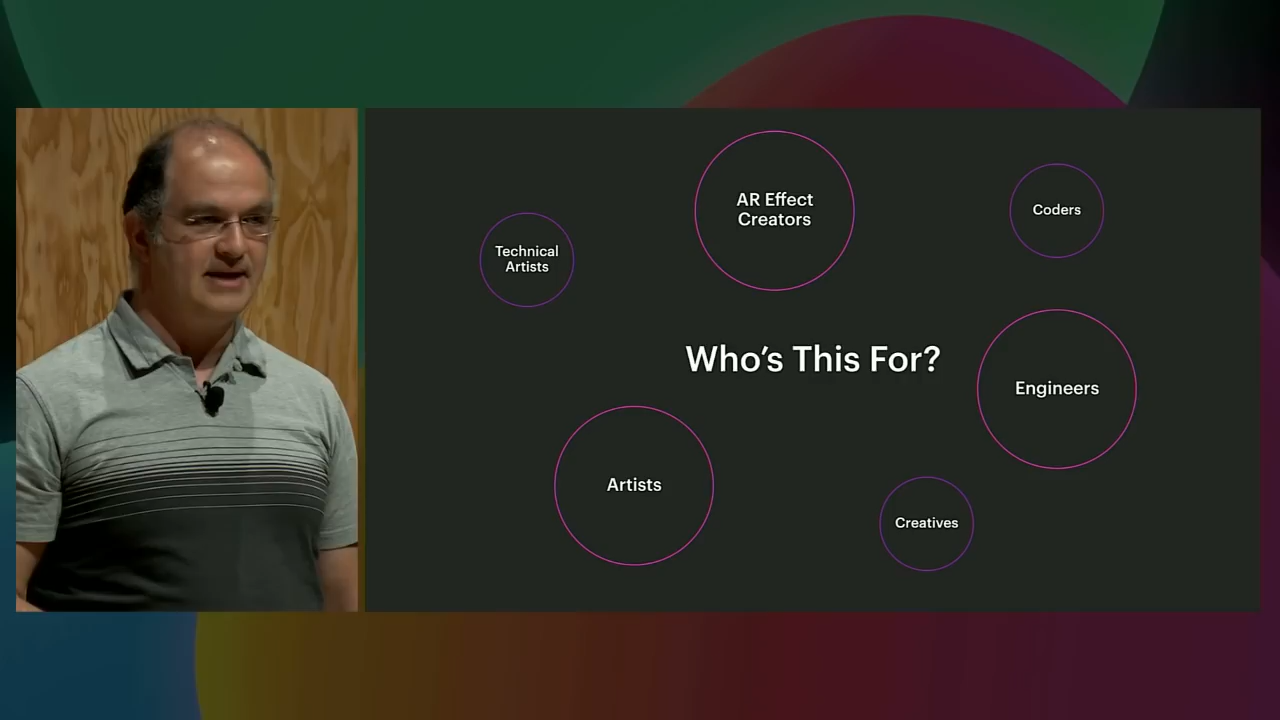 AR Effect
Creators
Coders
Technical
Artists
Who's This For?
Engineers
Artists
Creatives